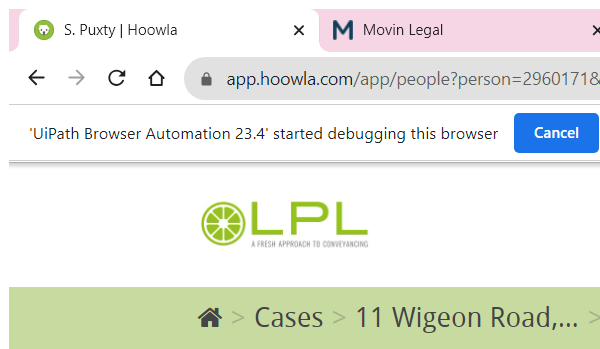 S. Puxty | Hoowla
Movin Legal
app.hoowla.com/app/people?person=2960171&
'UiPath Browser Automation 23.4' started debugging this browser
Cancel
LPL
A FRESH APPROACH TO CONVEYANCING
> Cases > 11 Wigeon Road,... >